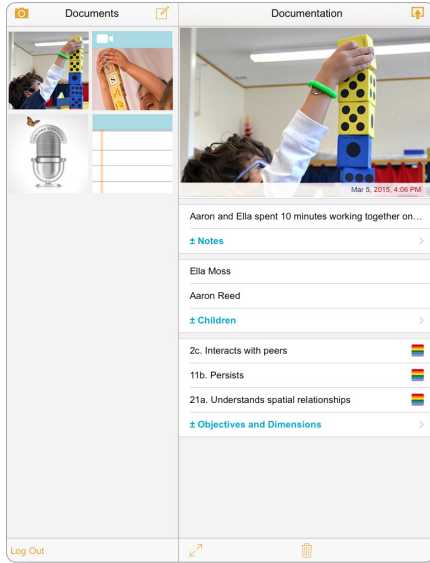 Documents
Documentation
Mar 5, 2015, 4:06 PM
Aaron and Ella spent 10 minutes working together on...
± Notes
Ella Moss
Aaron Reed
± Children
2c. Interacts with peers
11b. Persists
21a. Understands spatial relationships
± Objectives and Dimensions
Log Out